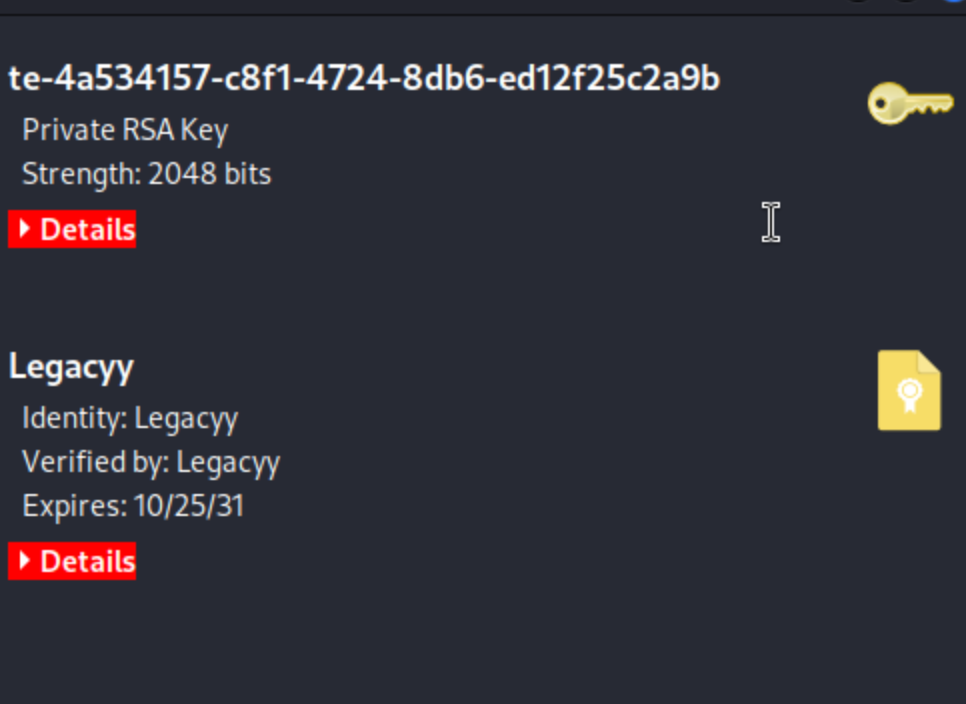 te-4a534157-c8f1-4724-8db6-ed12f25c2a9b
Private RSA Key
Strength: 2048 bits
Details
Legacyy
Identity: Legacyy
Verified by: Legacyy
Expires: 10/25/31
Details